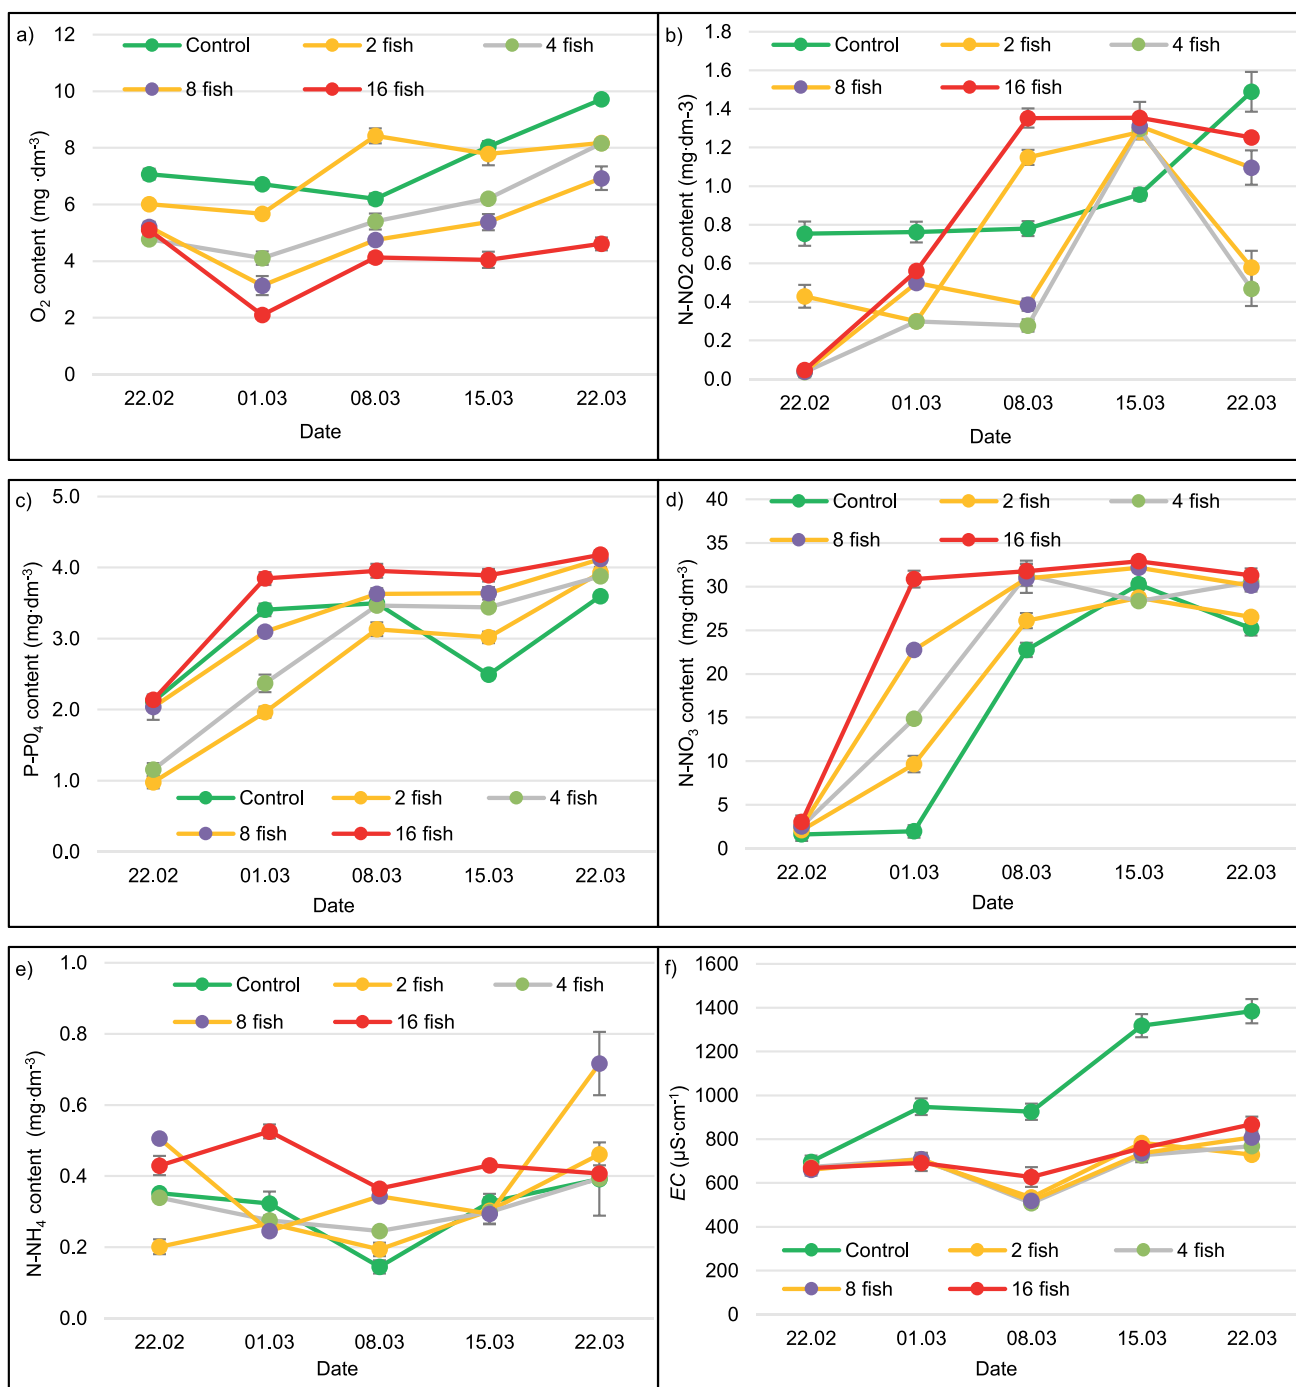 a)
12
10
8
6
4
2
0
O2 content (mg ·dm-3)
Control
2 fish
4 fish
8 fish
16 fish
22.02
01.03
08.03
15.03
22.03
Date
b)
1.8
1.6
1.4
1.2
1.0
0.8
0.6
0.4
0.2
0.0
N-NO2 content (mg·dm-3)
Control
2 fish
4 fish
8 fish
16 fish
22.02
01.03
08.03
15.03
22.03
Date
c)
5.0
4.0
3.0
2.0
1.0
0.0
P-P04 content (mg·dm-3)
Control
2 fish
4 fish
8 fish
16 fish
22.02
01.03
08.03
15.03
22.03
Date
d)
40
35
30
25
20
15
10
5
0
N-NO3 content (mg·dm-3)
Control
2 fish
4 fish
8 fish
16 fish
22.02
01.03
08.03
15.03
22.03
Date
e)
1.0
0.8
0.6
0.4
0.2
0.0
N-NH4 content (mg·dm-3)
Control
2 fish
4 fish
8 fish
16 fish
22.02
01.03
08.03
15.03
22.03
Date
f)
1600
1400
1200
1000
800
600
400
200
0
EC (µS·cm-1)
Control
2 fish
4 fish
8 fish
16 fish
22.02
01.03
08.03
15.03
22.03
Date